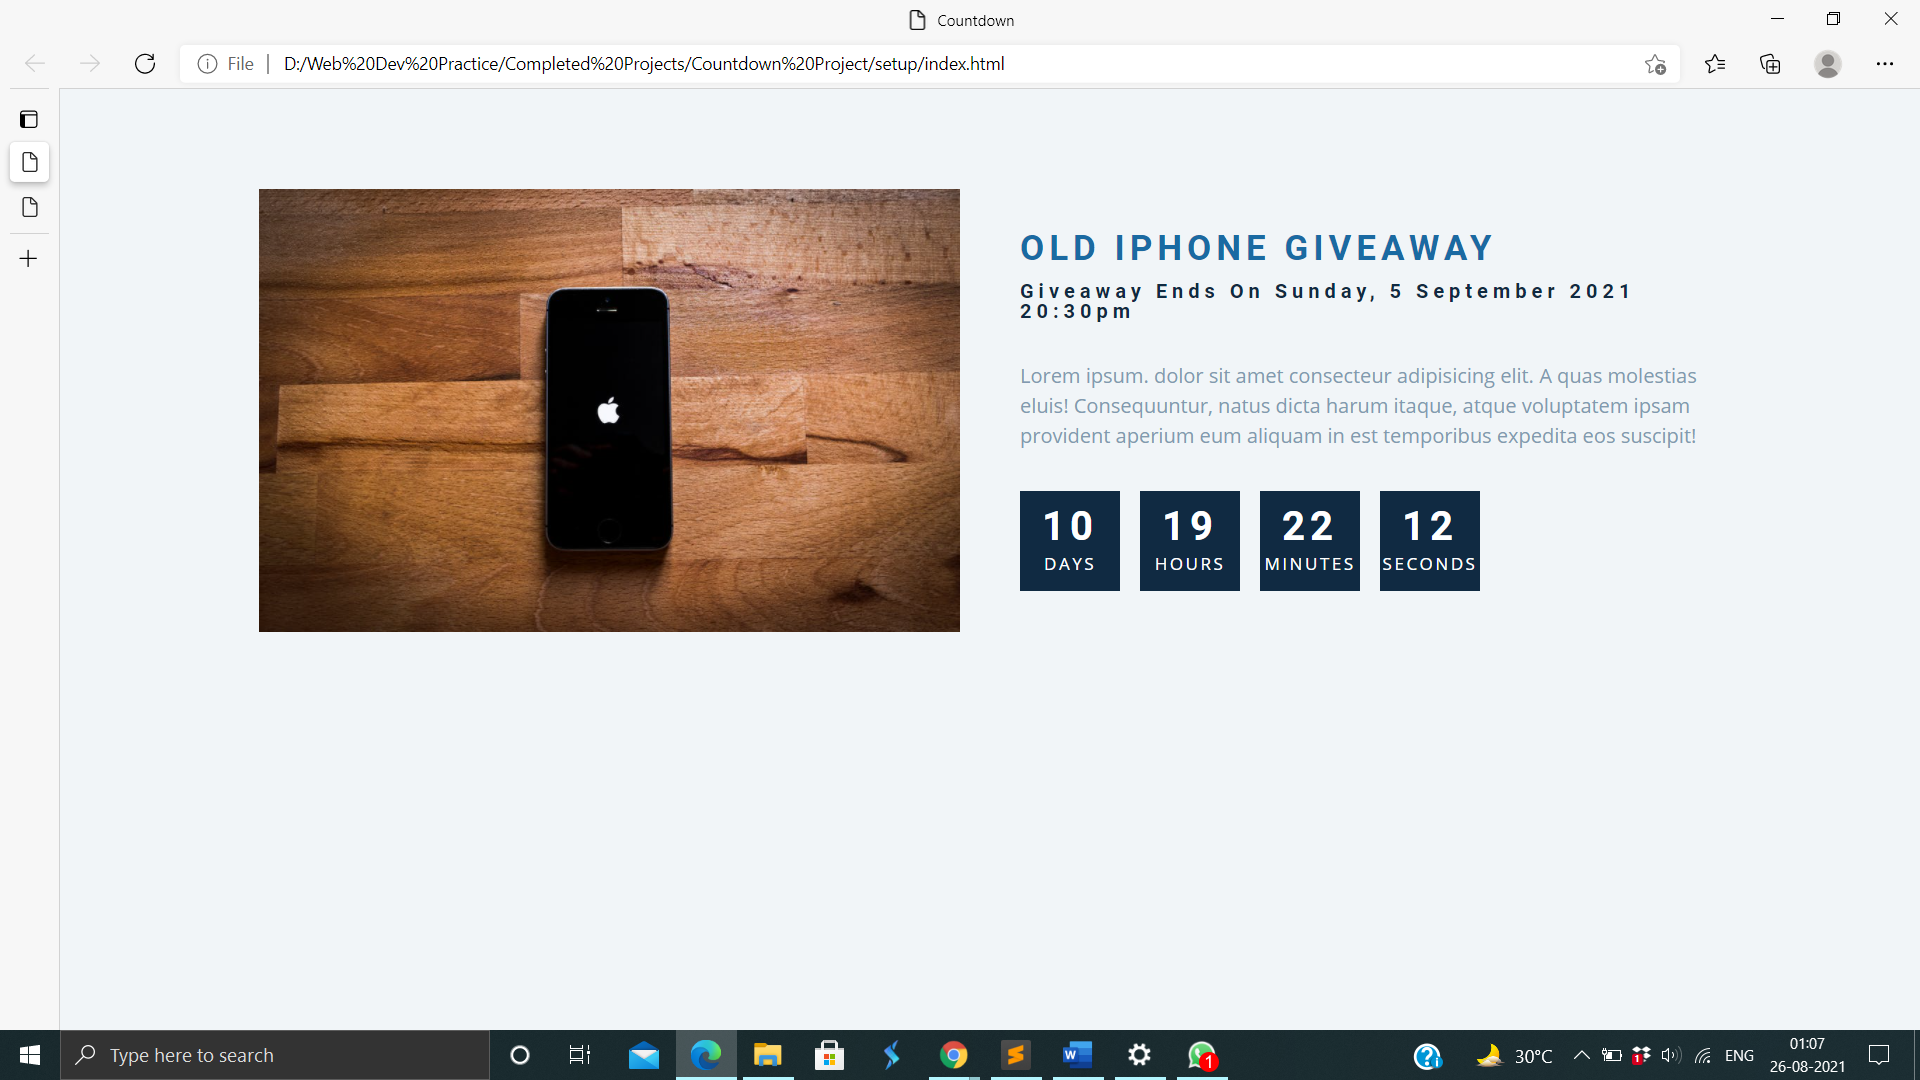 Countdown
File
D:/Web%20Dev%20Practice/Completed%20Projects/Countdown%20Project/setup/index.html
OLD IPHONE GIVEAWAY
Giveaway Ends On Sunday, 5 September 2021
20:30pm
Lorem ipsum. dolor sit amet consecteur adipisicing elit. A quas molestias
eluis! Consequuntur, natus dicta harum itaque, atque voluptatem ipsam
provident aperium eum aliquam in est temporibus expedita eos suscipit!
10 19 22 12
DAYS HOURS MINUTES SECONDS
Type here to search
W
1
30°C
1
ENG
01:07
26-08-2021